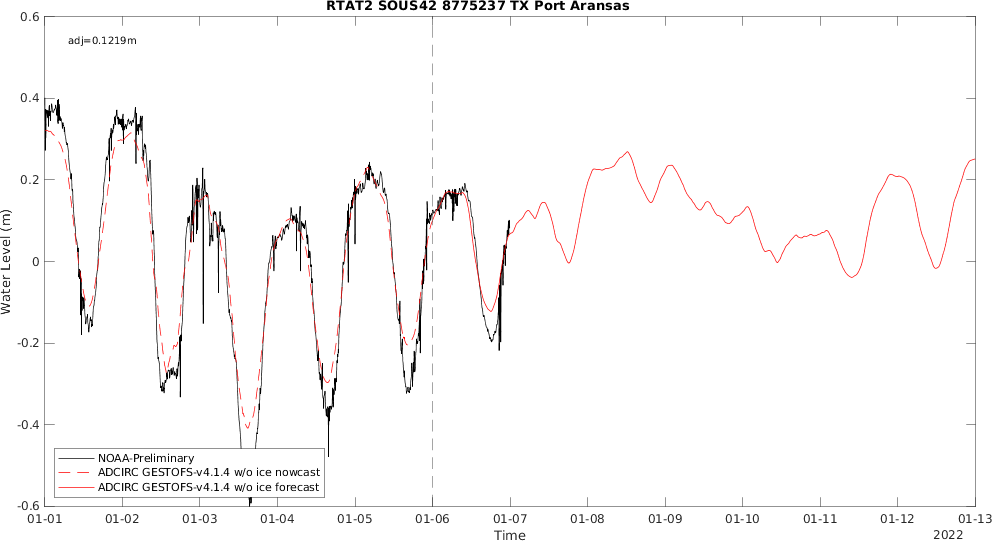 RTAT2 SOUS42 8775237 TX Port Aransas
adj=0.1219m
0.6
0.4
0.2
0
-0.2
-0.4
-0.6
Water Level (m)
NOAA-Preliminary
ADCIRC GESTOFS-v4.1.4 w/o ice nowcast
ADCIRC GESTOFS-v4.1.4 w/o ice forecast
01-01 01-02 01-03 01-04 01-05 01-06 01-07 01-08 01-09 01-10 01-11 01-12 01-13
Time
2022